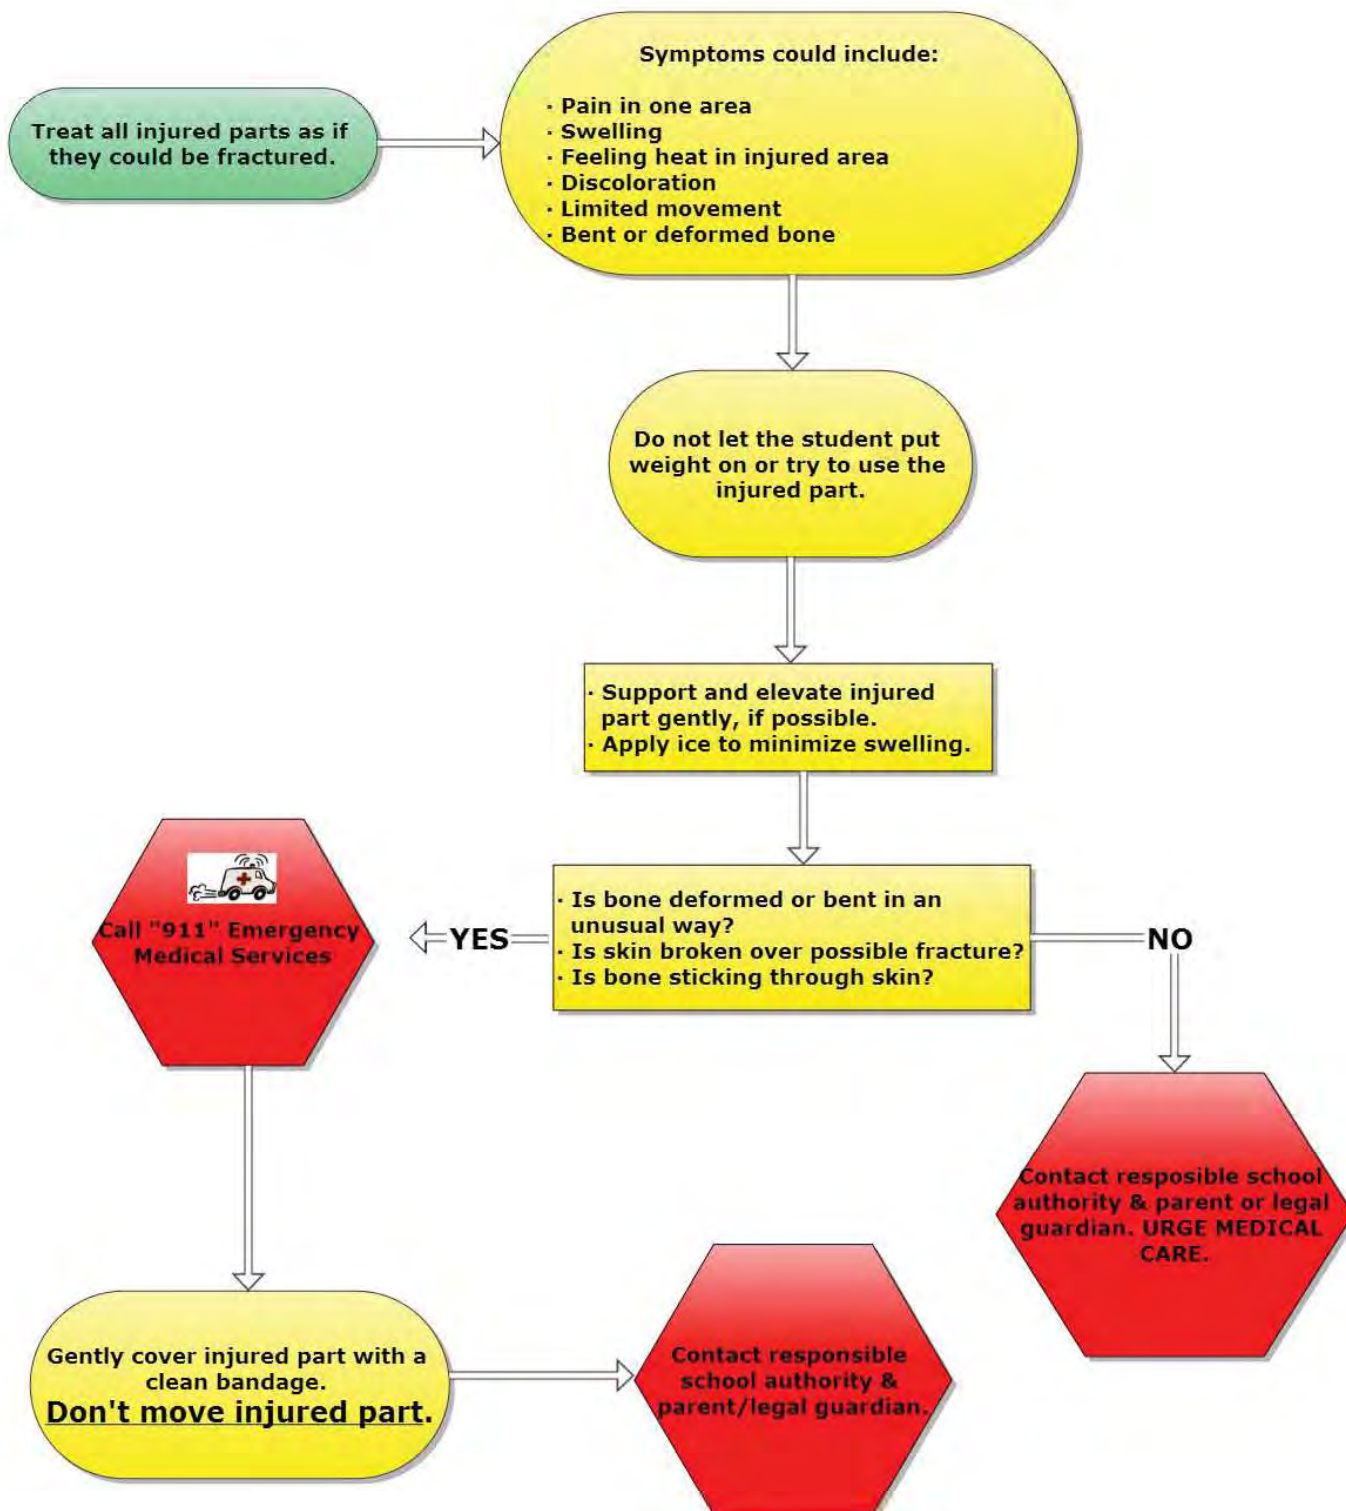 Symptoms could include:
Treat all injured parts as if
they could be fractured.
· Pain in one area
· Swelling
· Feeling heat in injured area
· Discoloration
· Limited movement
· Bent or deformed bone
Do not let the student put
weight on or try to use the
injured part.
· Support and elevate injured
part gently, if possible.
· Apply ice to minimize swelling.
· Is bone deformed or bent in an
unusual way?
· Is skin broken over possible fracture?
· Is bone sticking through skin?
YES
NO
Call "911" Emergency
Medical Services
Contact resposible school
authority & parent or legal
guardian. URGE MEDICAL
CARE.
Gently cover injured part with a
clean bandage.
Don't move injured part.
Contact responsible
school authority &
parent/legal guardian.